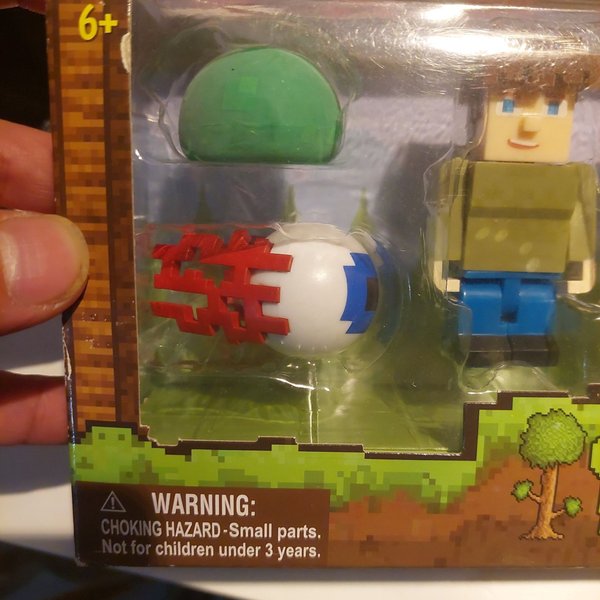 6+
WARNING:
CHOKING HAZARD-Small parts.
Not for children under 3 years.